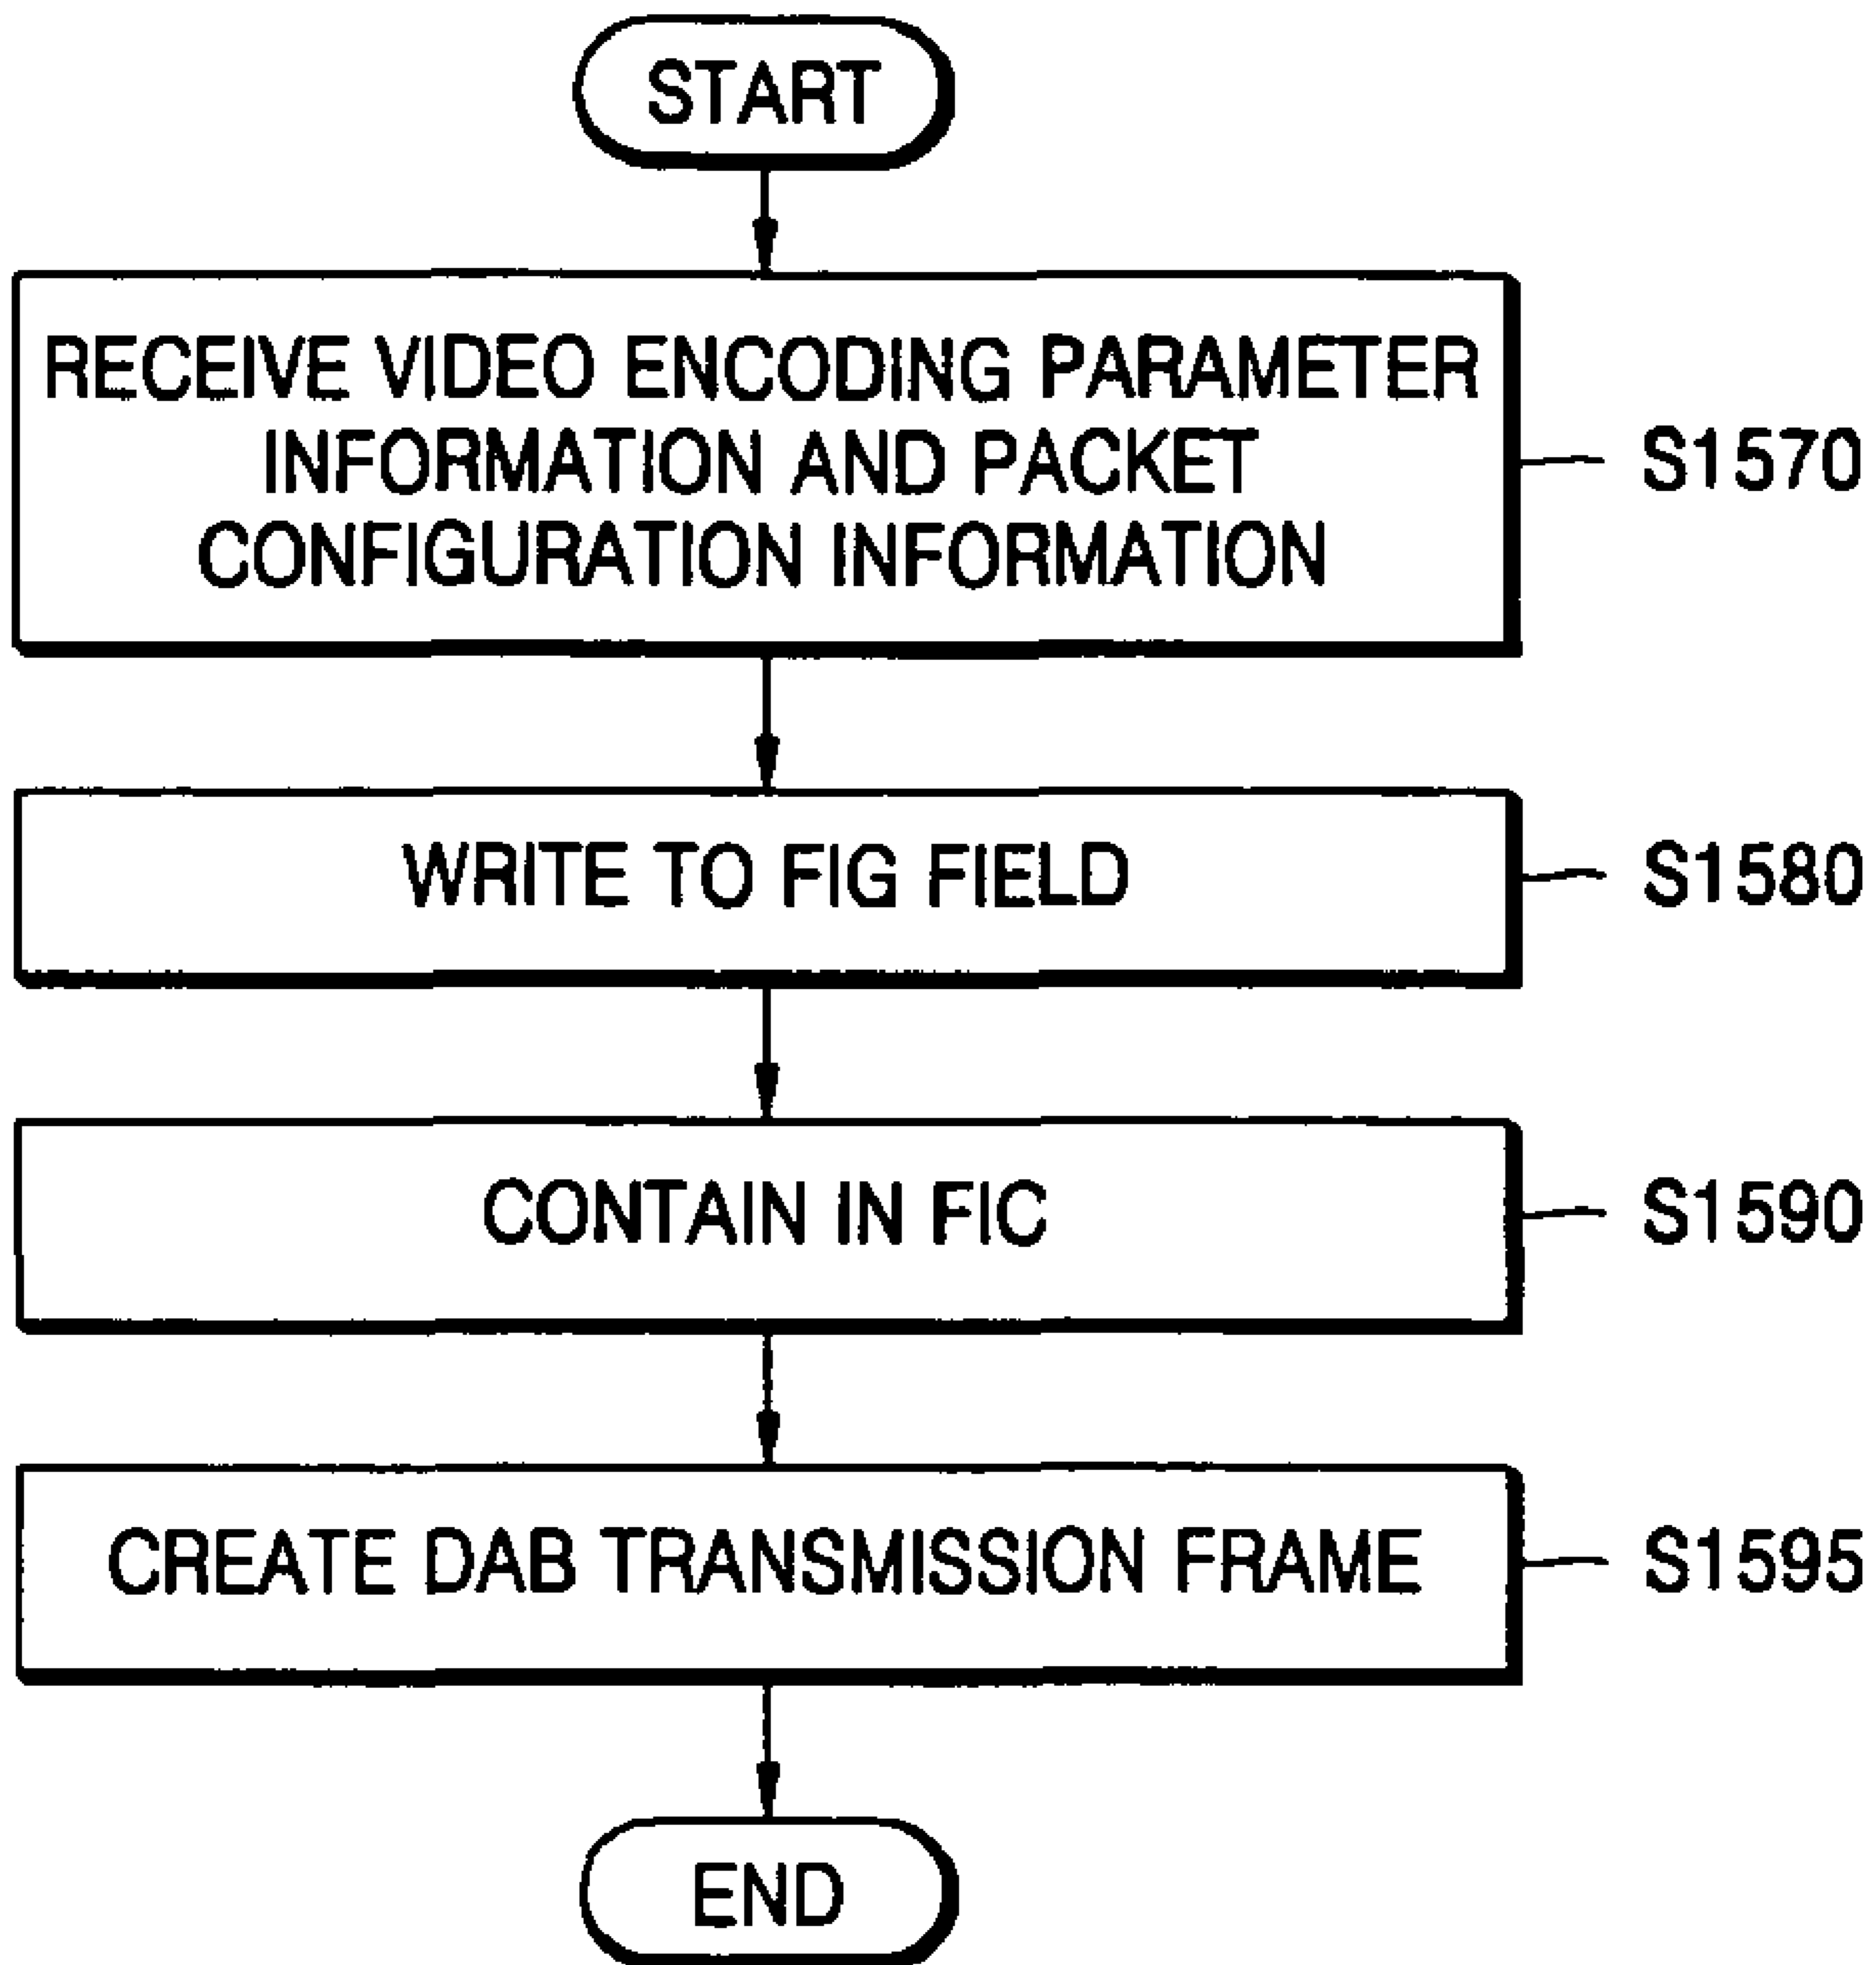 START
RECEIVE VIDEO ENCODING PARAMETER
INFORMATION AND PACKET
CONFIGURATION INFORMATION
S1570
WRITE TO FIG FIELD
S1580
CONTAIN IN FIC
S1590
CREATE DAB TRANSMISSION FRAME
S1595
END